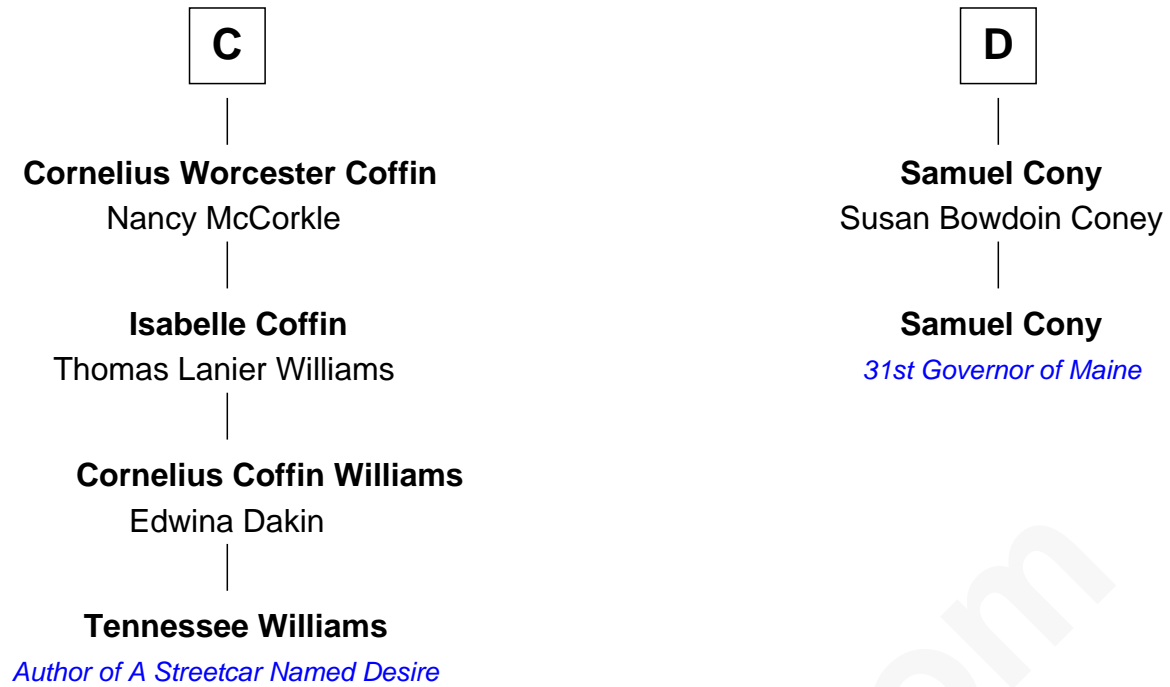 C
Cornelius Worcester Coffin
Nancy McCorkle
Isabelle Coffin
Thomas Lanier Williams
Cornelius Coffin Williams
Edwina Dakin
Tennessee Williams
Author of A Streetcar Named Desire
D
Samuel Cony
Susan Bowdoin Coney
Samuel Cony
31st Governor of Maine
om